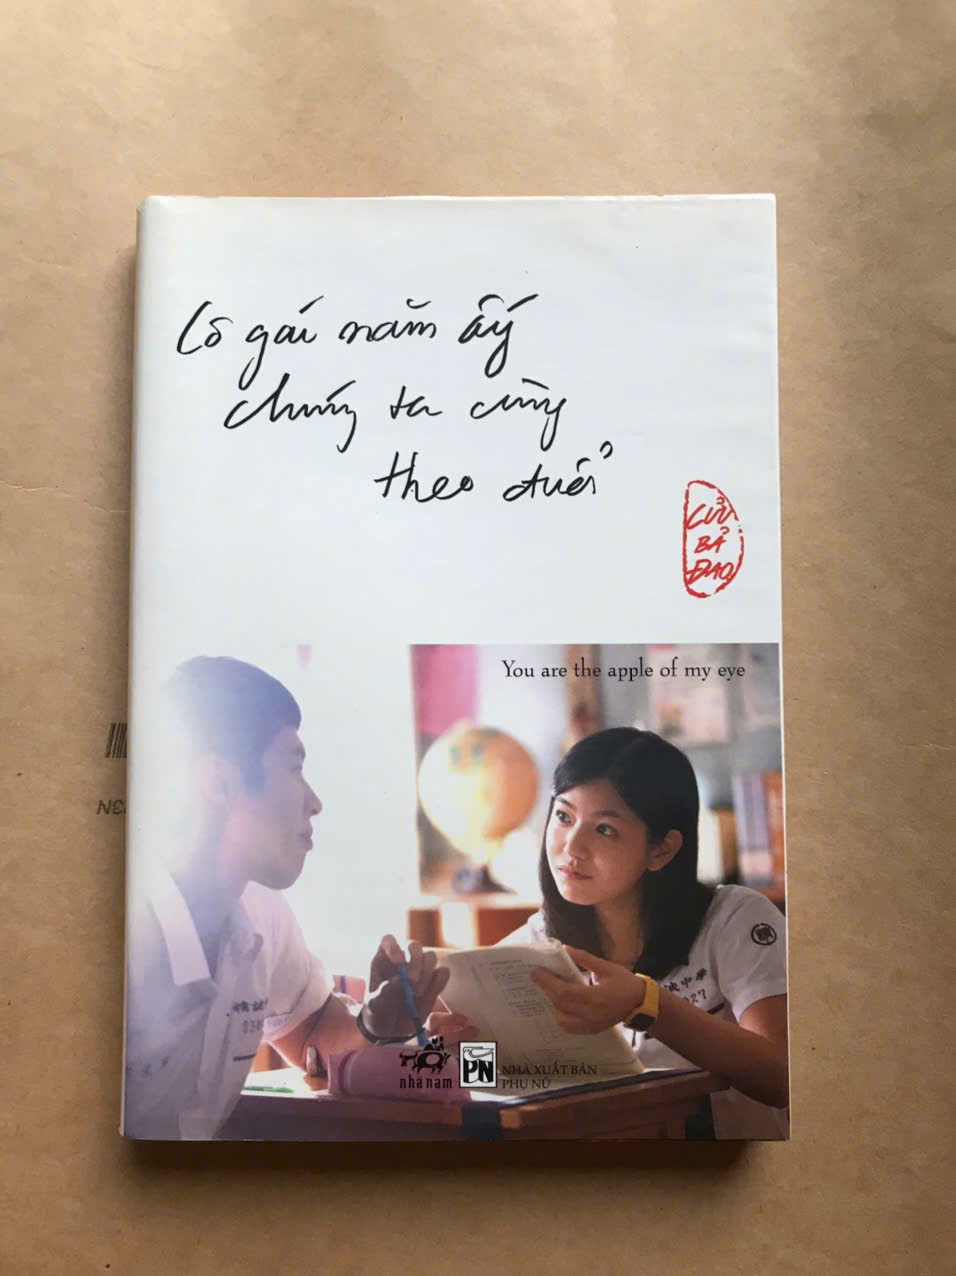 Cô gái năm ấy
chúng ta cùng
theo đuổi
CỬU
BẢ
ĐAO
You are the apple of my eye
nhã nam
PN
NHÀ XUẤT BẢN
PHỤ NỮ